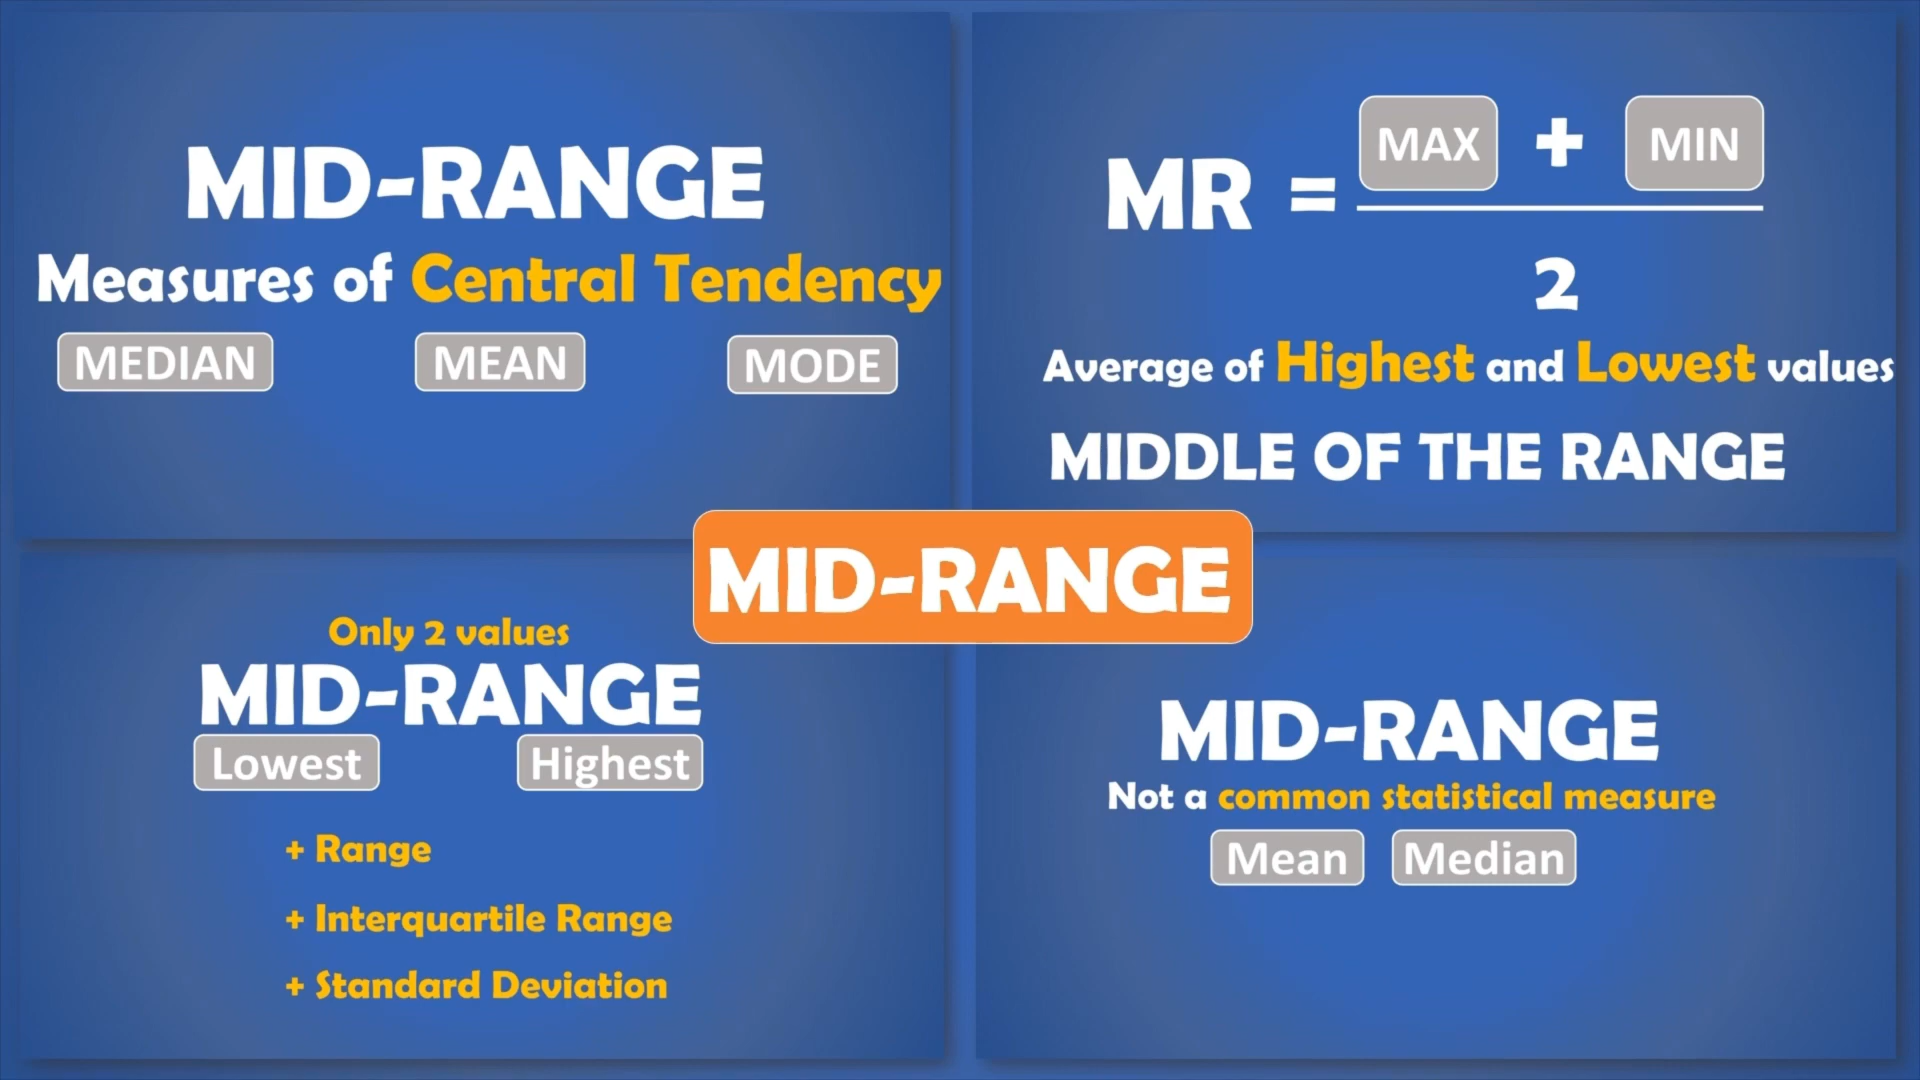 MID-RANGE
Measures of Central Tendency
MEDIAN MEAN MODE
MR = MAX + MIN
2
Average of Highest and Lowest values
MIDDLE OF THE RANGE
MID-RANGE
Only 2 values
MID-RANGE
Lowest Highest
+ Range
+ Interquartile Range
+ Standard Deviation
MID-RANGE
Not a common statistical measure
Mean Median